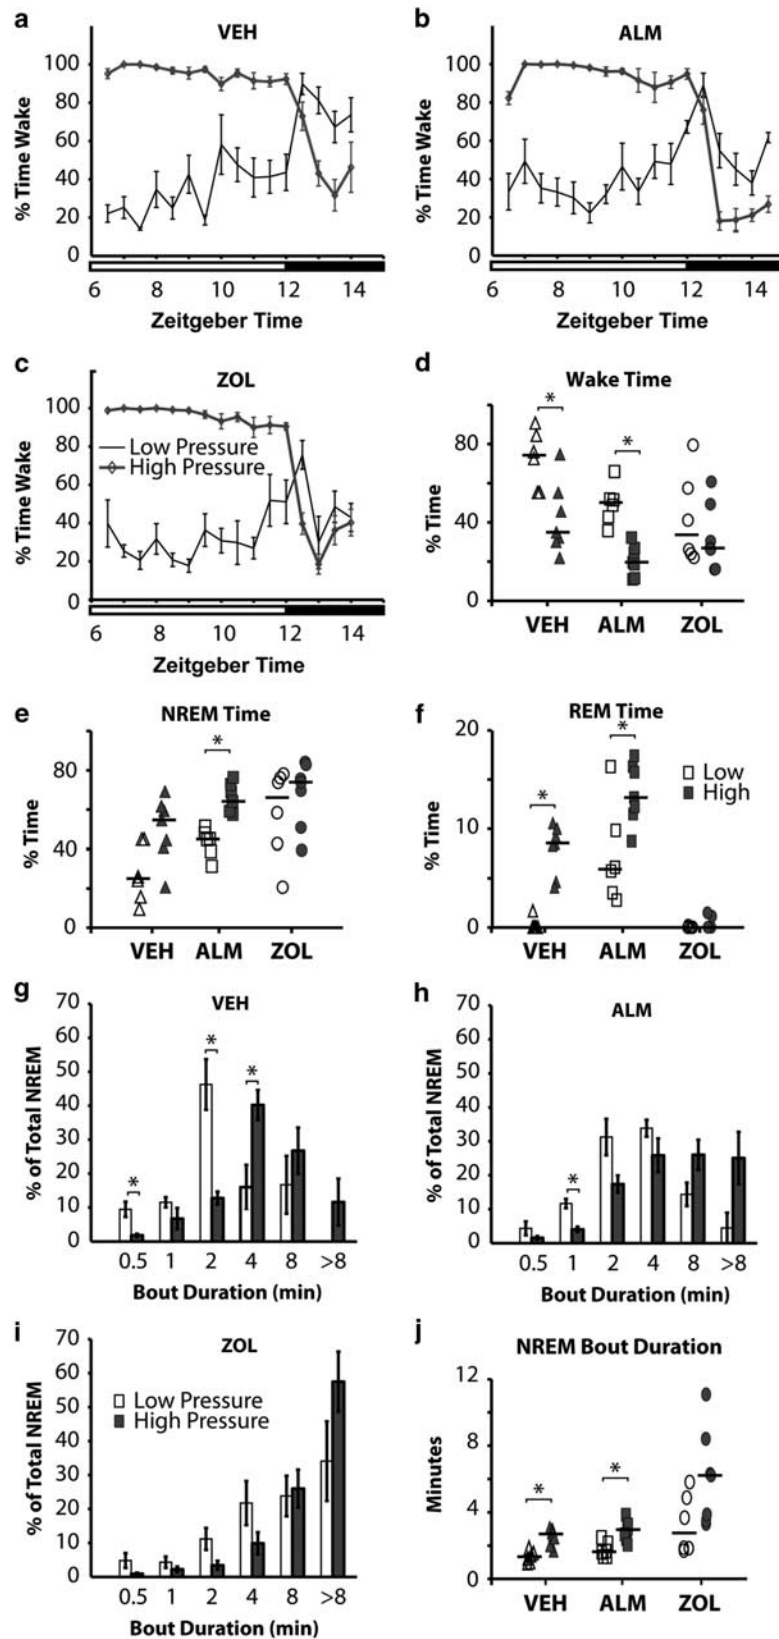 a
VEH
% Time Wake
100
80
60
40
20
0
6 8 10 12 14
Zeitgeber Time
b
ALM
% Time Wake
100
80
60
40
20
0
6 8 10 12 14
Zeitgeber Time
c
ZOL
% Time Wake
100
80
60
40
20
0
Low Pressure
High Pressure
6 8 10 12 14
Zeitgeber Time
d
Wake Time
% Time
80
40
0
* *
VEH ALM ZOL
e
NREM Time
% Time
80
40
0
*
VEH ALM ZOL
f
REM Time
% Time
20
10
0
* *
Low
High
VEH ALM ZOL
g
VEH
% of Total NREM
70
60
50
40
30
20
10
0
* * *
0.5 1 2 4 8 >8
Bout Duration (min)
h
ALM
% of Total NREM
70
60
50
40
30
20
10
0
*
0.5 1 2 4 8 >8
Bout Duration (min)
i
ZOL
% of Total NREM
70
60
50
40
30
20
10
0
Low Pressure
High Pressure
0.5 1 2 4 8 >8
Bout Duration (min)
j
NREM Bout Duration
Minutes
12
8
4
0
* *
VEH ALM ZOL